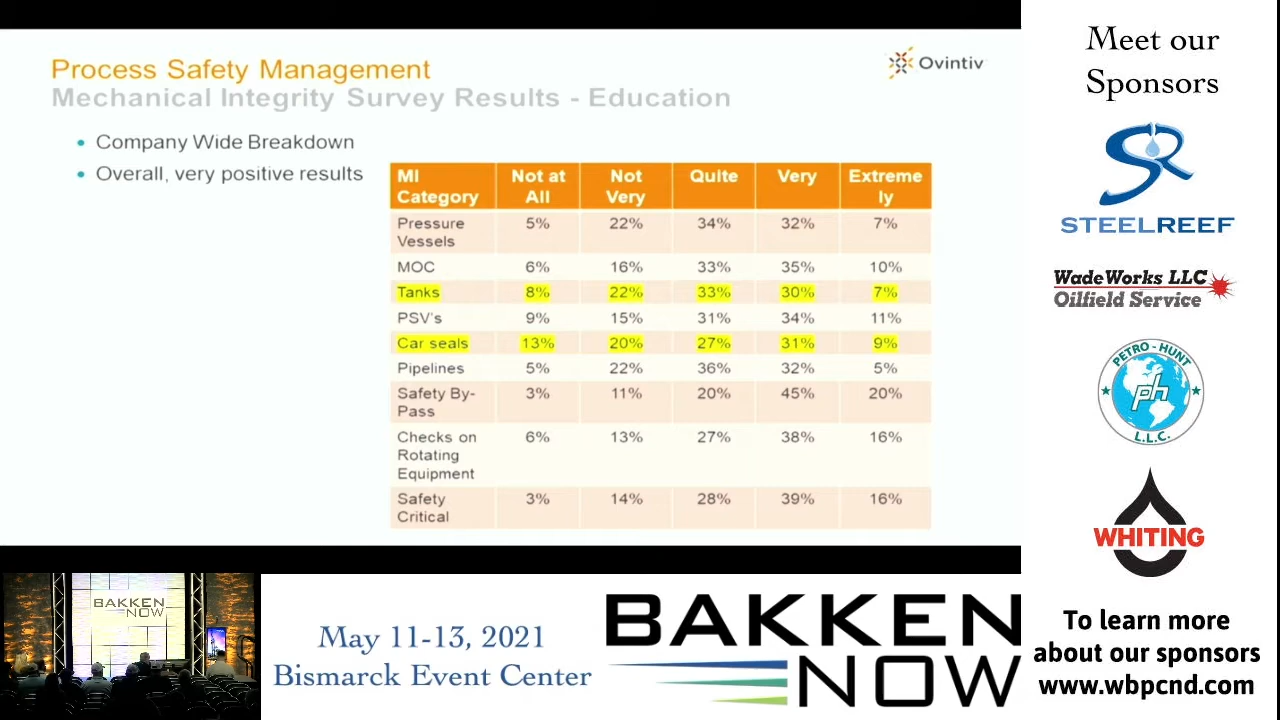 Process Safety Management
Mechanical Integrity Survey Results - Education
Ovintiv
• Company Wide Breakdown
• Overall, very positive results
MI Category Not at All Not Very Quite Very Extreme ly
Pressure Vessels 5% 22% 34% 32% 7%
MOC 6% 16% 33% 35% 10%
Tanks 8% 22% 33% 30% 7%
PSV's 9% 15% 31% 34% 11%
Car seals 13% 20% 27% 31% 9%
Pipelines 5% 22% 36% 32% 5%
Safety By-Pass 3% 11% 20% 45% 20%
Checks on Rotating Equipment 6% 13% 27% 38% 16%
Safety Critical 3% 14% 28% 39% 16%
Meet our
Sponsors
SR
STEELREEF
WadeWorks LLC
Oilfield Service
PETRO-HUNT
ph
L.L.C.
WHITING
To learn more
about our sponsors
www.wbpcnd.com
BAKKEN
NOW
May 11-13, 2021
Bismarck Event Center
BAKKEN
NOW